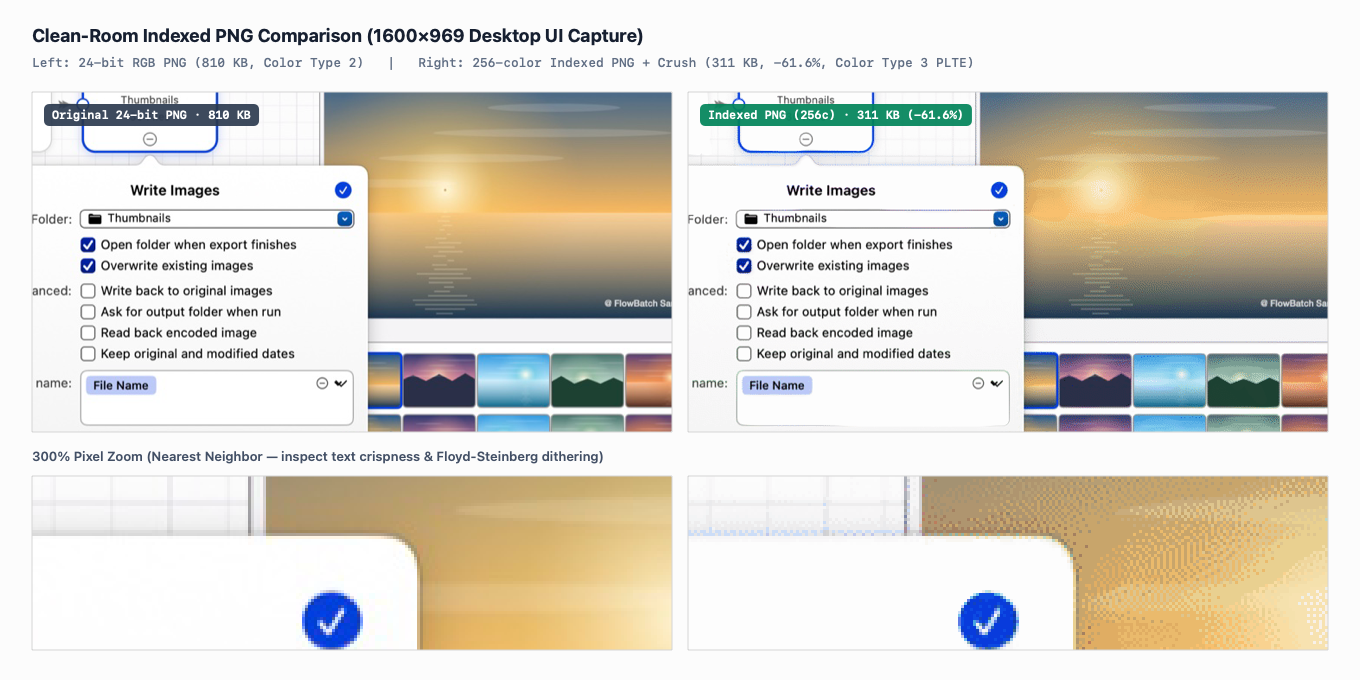 Clean-Room Indexed PNG Comparison (1600×969 Desktop UI Capture)
Left: 24-bit RGB PNG (810 KB, Color Type 2) | Right: 256-color Indexed PNG + Crush (311 KB, −61.6%, Color Type 3 PLTE)
Thumbnails
Original 24-bit PNG · 810 KB
Write Images
Folder: Thumbnails
Open folder when export finishes
Overwrite existing images
anced: Write back to original images
Ask for output folder when run
Read back encoded image
Keep original and modified dates
name: File Name
@ FlowBatch Sa
Thumbnails
Indexed PNG (256c) · 311 KB (−61.6%)
Write Images
Folder: Thumbnails
Open folder when export finishes
Overwrite existing images
anced: Write back to original images
Ask for output folder when run
Read back encoded image
Keep original and modified dates
name: File Name
@ FlowBatch Sa
300% Pixel Zoom (Nearest Neighbor — inspect text crispness & Floyd-Steinberg dithering)